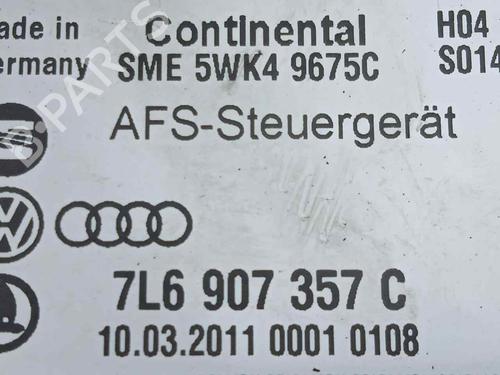 ade in Continental H04
ermany SME 5WK4 9675C S014
AFS-Steuergerät
7L6 907 357 C
10.03.2011 0001 0108